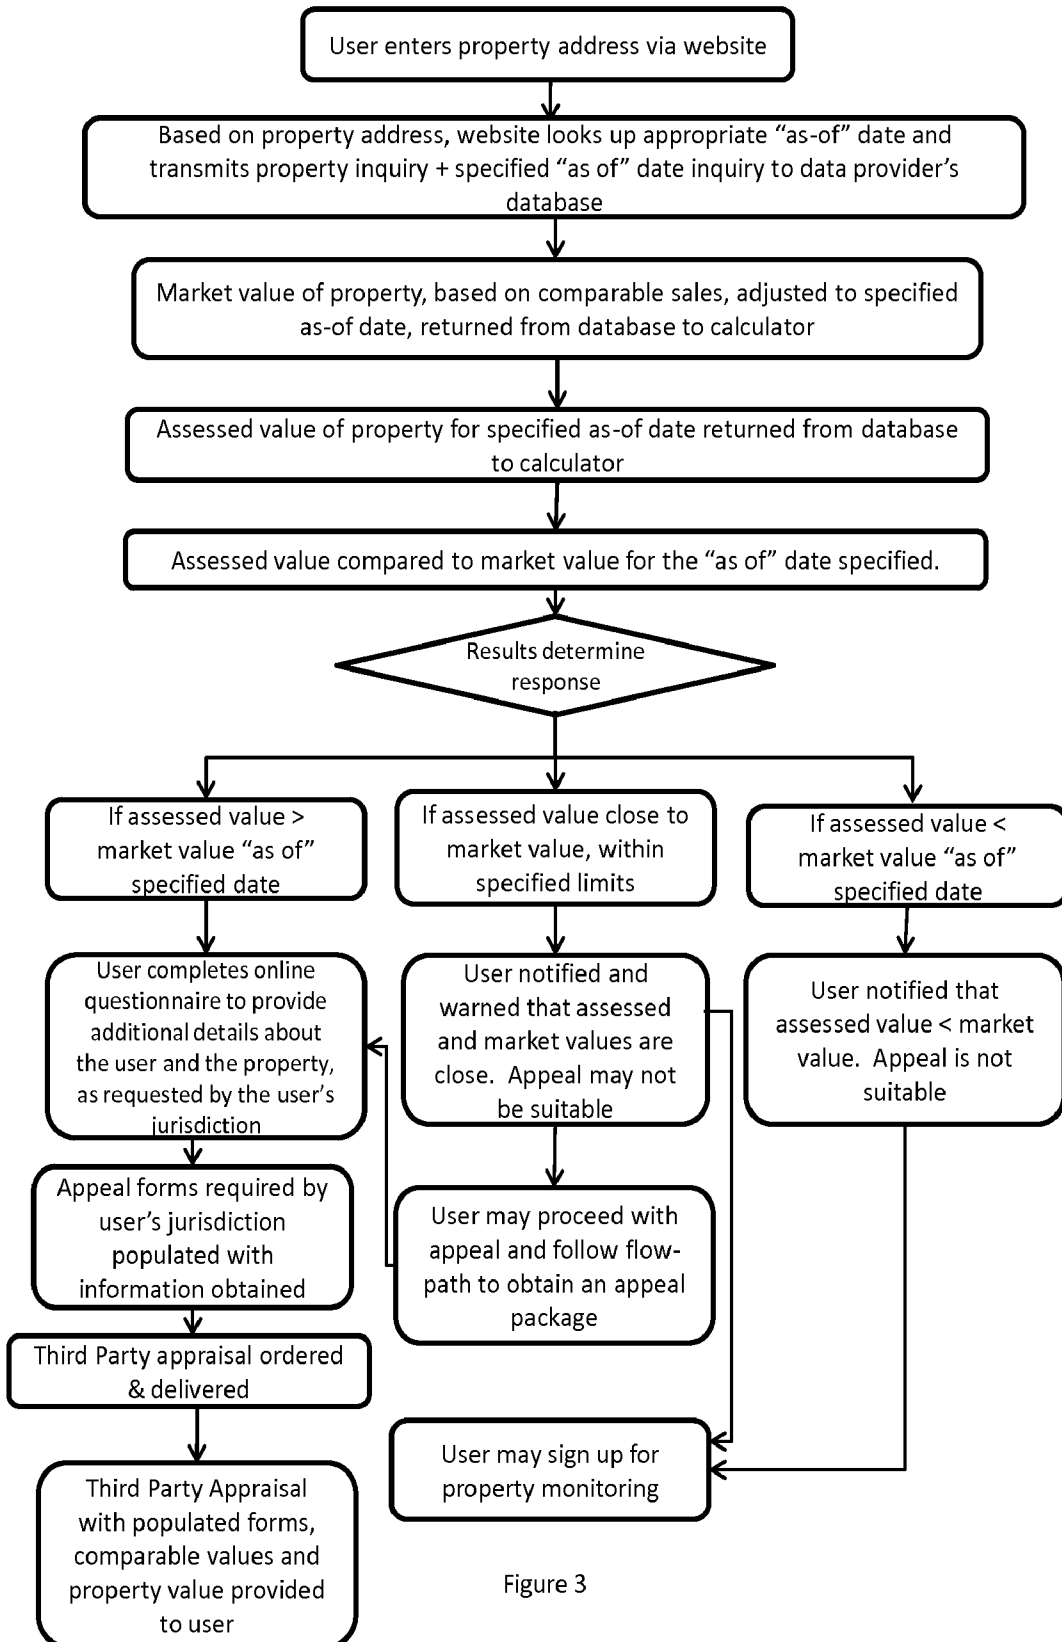 User enters property address via website
Based on property address, website looks up appropriate “as-of” date and
transmits property inquiry + specified “as of” date inquiry to data provider’s
database
Market value of property, based on comparable sales, adjusted to specified
as-of date, returned from database to calculator
Assessed value of property for specified as-of date returned from database
to calculator
Assessed value compared to market value for the “as of” date specified.
Results determine
response
If assessed value >
market value “as of”
specified date
If assessed value close to
market value, within
specified limits
If assessed value <
market value “as of”
specified date
User completes online
questionnaire to provide
additional details about
the user and the property,
as requested by the user’s
jurisdiction
User notified and
warned that assessed
and market values are
close.  Appeal may not
be suitable
User notified that
assessed value < market
value.  Appeal is not
suitable
Appeal forms required by
user’s jurisdiction
populated with
information obtained
User may proceed with
appeal and follow flow-
path to obtain an appeal
package
Third Party appraisal ordered
& delivered
User may sign up for
property monitoring
Third Party Appraisal
with populated forms,
comparable values and
property value provided
to user
Figure 3